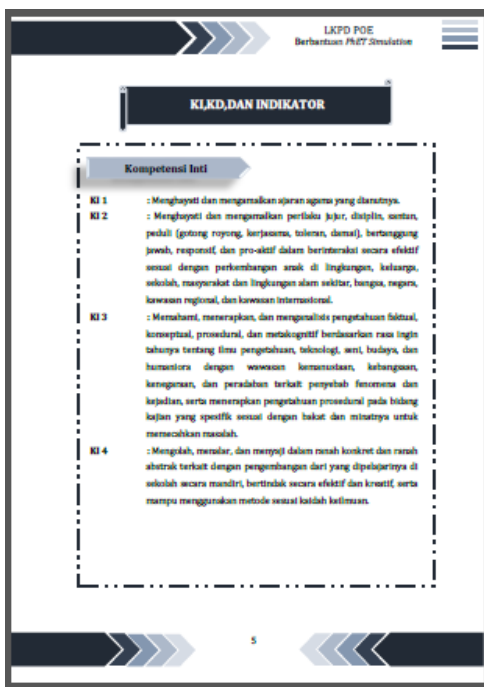 LKPD POE
Berbantuan PhET Simulation
KI,KD,DAN INDIKATOR
Kompetensi Inti
KI 1 : Menghayati dan mengamalkan ajaran agama yang dianutnya.
KI 2 : Menghayati dan mengamalkan perilaku jujur, disiplin, santun,
peduli (gotong royong, kerjasama, toleran, damai), bertanggung
jawab, responsif, dan pro-aktif dalam berinteraksi secara efektif
sesuai dengan perkembangan anak di lingkungan, keluarga,
sekolah, masyarakat dan lingkungan alam sekitar, bangsa, negara,
kawasan regional, dan kawasan internasional.
KI 3 : Memahami, menerapkan, dan menganalisis pengetahuan faktual,
konseptual, prosedural, dan metakognitif berdasarkan rasa ingin
tahunya tentang ilmu pengetahuan, teknologi, seni, budaya, dan
humaniora dengan wawasan kemanusiaan, kebangsaan,
kenegaraan, dan peradaban terkait penyebab fenomena dan
kejadian, serta menerapkan pengetahuan prosedural pada bidang
kajian yang spesifik sesuai dengan bakat dan minatnya untuk
memecahkan masalah.
KI 4 : Mengolah, menalar, dan menyaji dalam ranah konkret dan ranah
abstrak terkait dengan pengembangan dari yang dipelajarinya di
sekolah secara mandiri, bertindak secara efektif dan kreatif, serta
mampu menggunakan metode sesuai kaidah keilmuan.
5